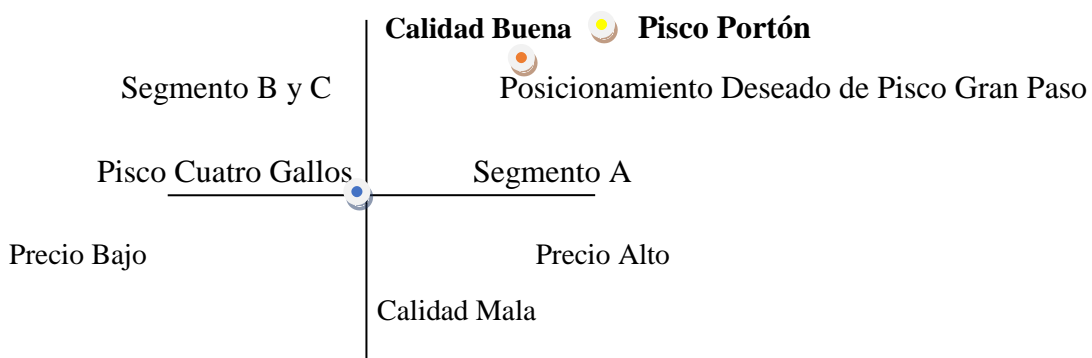 Calidad Buena Pisco Portón
Segmento B y C Posicionamiento Deseado de Pisco Gran Paso
Pisco Cuatro Gallos Segmento A
Precio Bajo Precio Alto
Calidad Mala